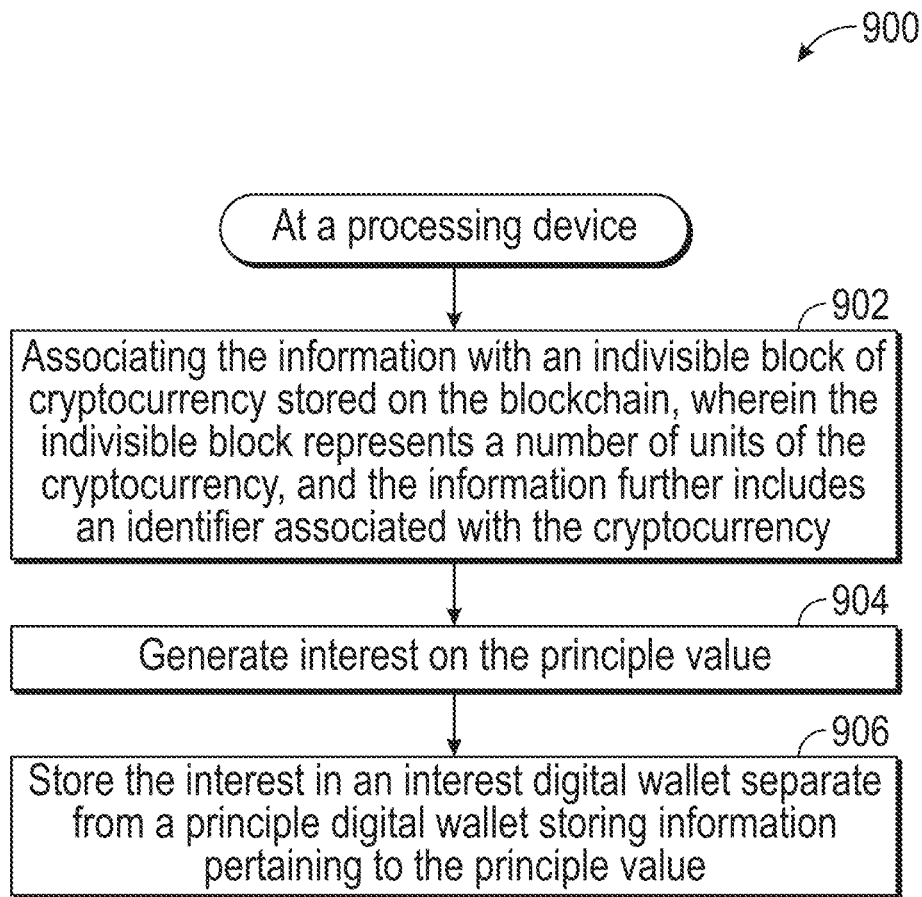 900
At a processing device
902
Associating the information with an indivisible block of
cryptocurrency stored on the blockchain, wherein the
indivisible block represents a number of units of the
cryptocurrency, and the information further includes
an identifier associated with the cryptocurrency
904
Generate interest on the principle value
906
Store the interest in an interest digital wallet separate
from a principle digital wallet storing information
pertaining to the principle value